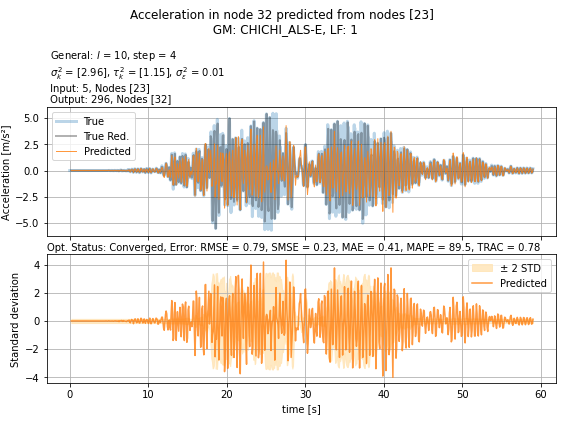 Acceleration in node 32 predicted from nodes [23]
GM: CHICHI_ALS-E, LF: 1
General: l = 10, step = 4
σ²ₖ = [2.96], τ²ₖ = [1.15], σ²ε = 0.01
Input: 5, Nodes [23]
Output: 296, Nodes [32]
Acceleration [m/s²]
5.0
2.5
0.0
−2.5
−5.0
True
True Red.
Predicted
Opt. Status: Converged, Error: RMSE = 0.79, SMSE = 0.23, MAE = 0.41, MAPE = 89.5, TRAC = 0.78
Standard deviation
4
2
0
−2
−4
± 2 STD
Predicted
0 10 20 30 40 50 60
time [s]